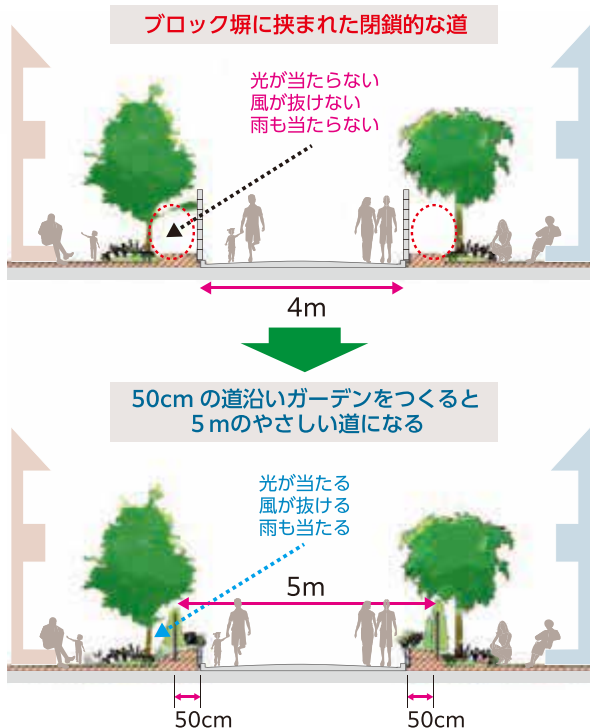 ブロック塀に挟まれた閉鎖的な道
光が当たらない
風が抜けない
雨も当たらない
4m
50cm の道沿いガーデンをつくると
5mのやさしい道になる
光が当たる
風が抜ける
雨も当たる
5m
50cm
50cm